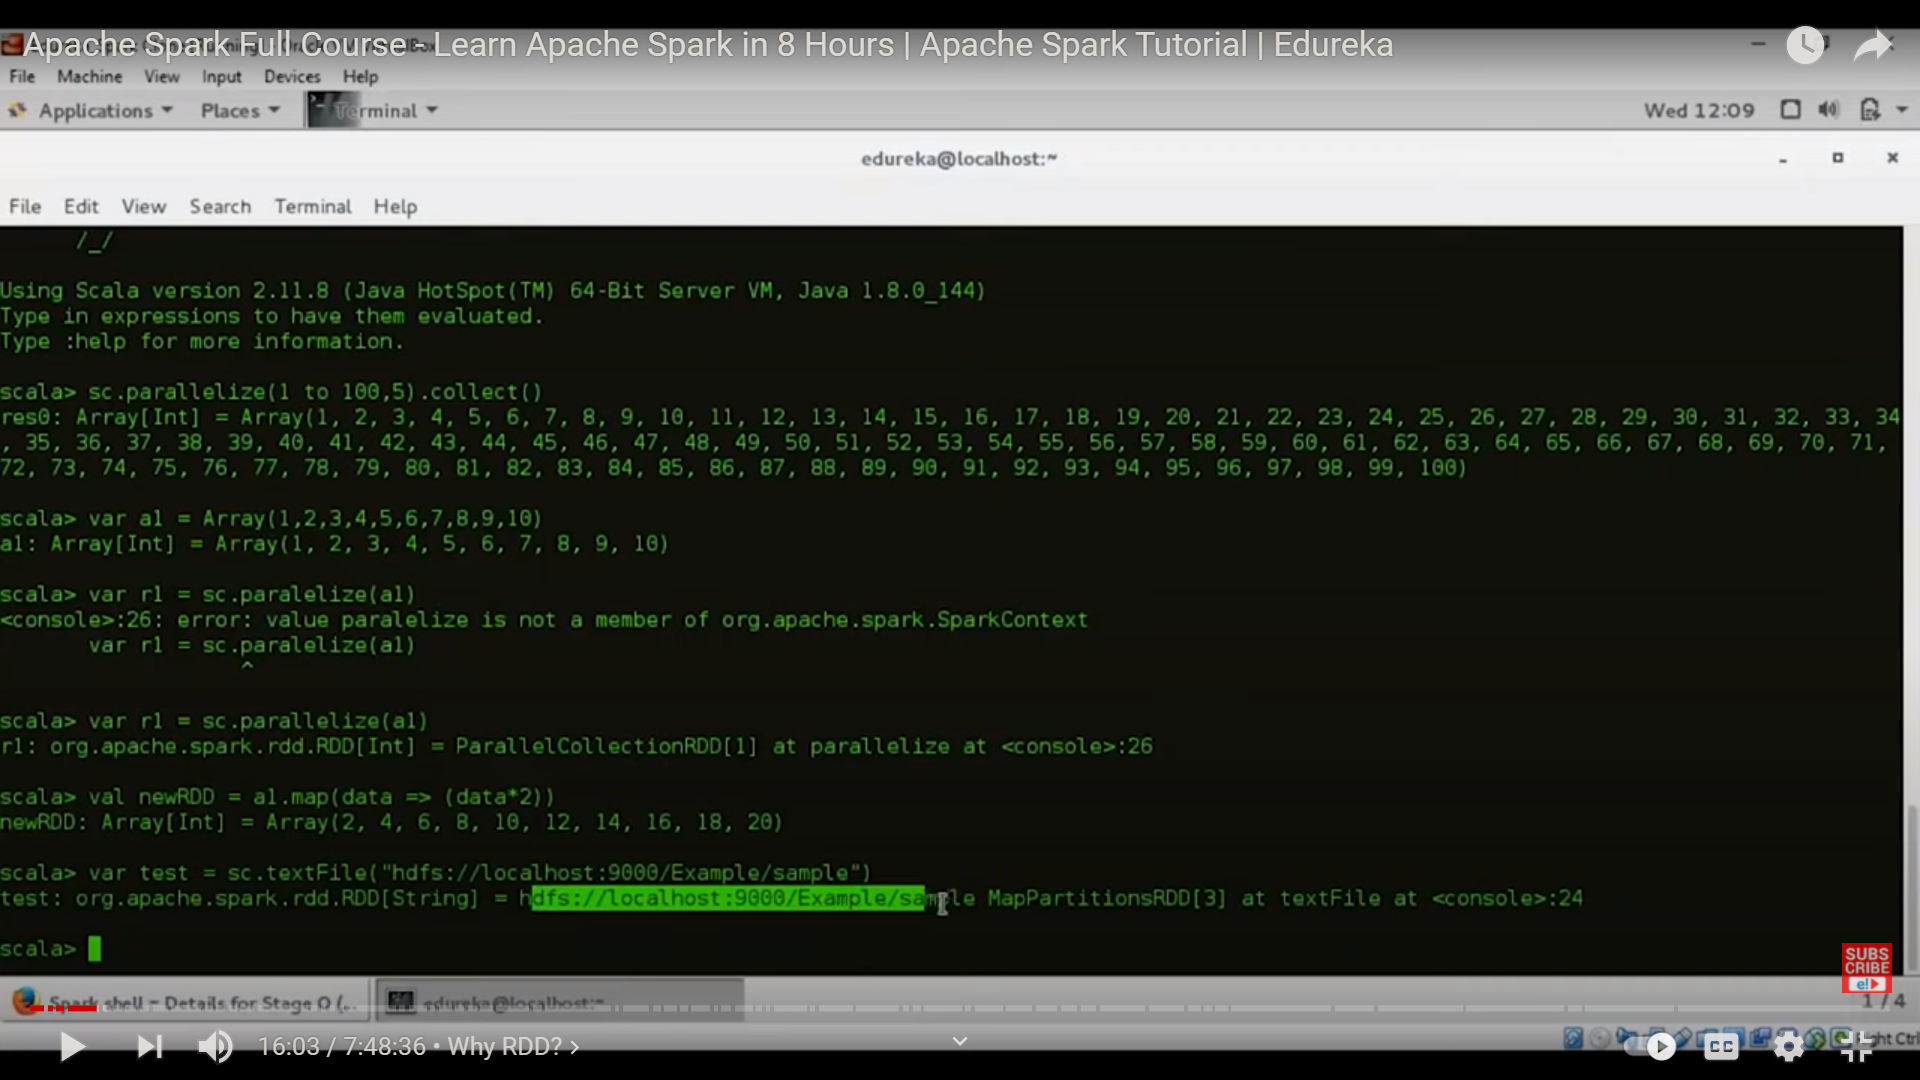 Apache Spark Full Course - Learn Apache Spark in 8 Hours | Apache Spark Tutorial | Edureka
File Machine View Input Devices Help
Applications Places Terminal Wed 12:09
edureka@localhost:~
File Edit View Search Terminal Help
/_/
Using Scala version 2.11.8 (Java HotSpot(TM) 64-Bit Server VM, Java 1.8.0_144)
Type in expressions to have them evaluated.
Type :help for more information.
scala> sc.parallelize(1 to 100,5).collect()
res0: Array[Int] = Array(1, 2, 3, 4, 5, 6, 7, 8, 9, 10, 11, 12, 13, 14, 15, 16, 17, 18, 19, 20, 21, 22, 23, 24, 25, 26, 27, 28, 29, 30, 31, 32, 33, 34
, 35, 36, 37, 38, 39, 40, 41, 42, 43, 44, 45, 46, 47, 48, 49, 50, 51, 52, 53, 54, 55, 56, 57, 58, 59, 60, 61, 62, 63, 64, 65, 66, 67, 68, 69, 70, 71,
72, 73, 74, 75, 76, 77, 78, 79, 80, 81, 82, 83, 84, 85, 86, 87, 88, 89, 90, 91, 92, 93, 94, 95, 96, 97, 98, 99, 100)
scala> var a1 = Array(1,2,3,4,5,6,7,8,9,10)
a1: Array[Int] = Array(1, 2, 3, 4, 5, 6, 7, 8, 9, 10)
scala> var r1 = sc.paralelize(a1)
<console>:26: error: value paralelize is not a member of org.apache.spark.SparkContext
var r1 = sc.paralelize(a1)
^
scala> var r1 = sc.parallelize(a1)
r1: org.apache.spark.rdd.RDD[Int] = ParallelCollectionRDD[1] at parallelize at <console>:26
scala> val newRDD = a1.map(data => (data*2))
newRDD: Array[Int] = Array(2, 4, 6, 8, 10, 12, 14, 16, 18, 20)
scala> var test = sc.textFile("hdfs://localhost:9000/Example/sample")
test: org.apache.spark.rdd.RDD[String] = hdfs://localhost:9000/Example/sample MapPartitionsRDD[3] at textFile at <console>:24
scala>
SUBS
CRIBE
e!
Spark shell - Details for Stage 0 (... edureka@localhost:~ 1 / 4
16:03 / 7:48:36 • Why RDD? > CC Right Ctrl